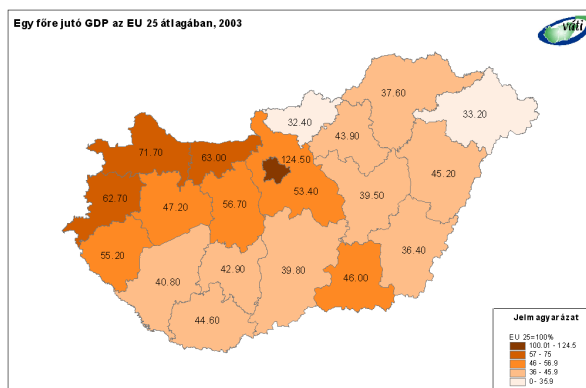 Egy főre jutó GDP az EU 25 átlagában, 2003
váti
37.60
32.40
33.20
43.90
71.70
63.00
124.50
45.20
62.70
53.40
47.20
56.70
39.50
55.20
36.40
42.90
39.80
46.00
40.80
44.60
Jelmagyarázat
EU 25=100%
100.01 - 124.5
57 - 75
46 - 56.9
36 - 45.9
0 - 35.9